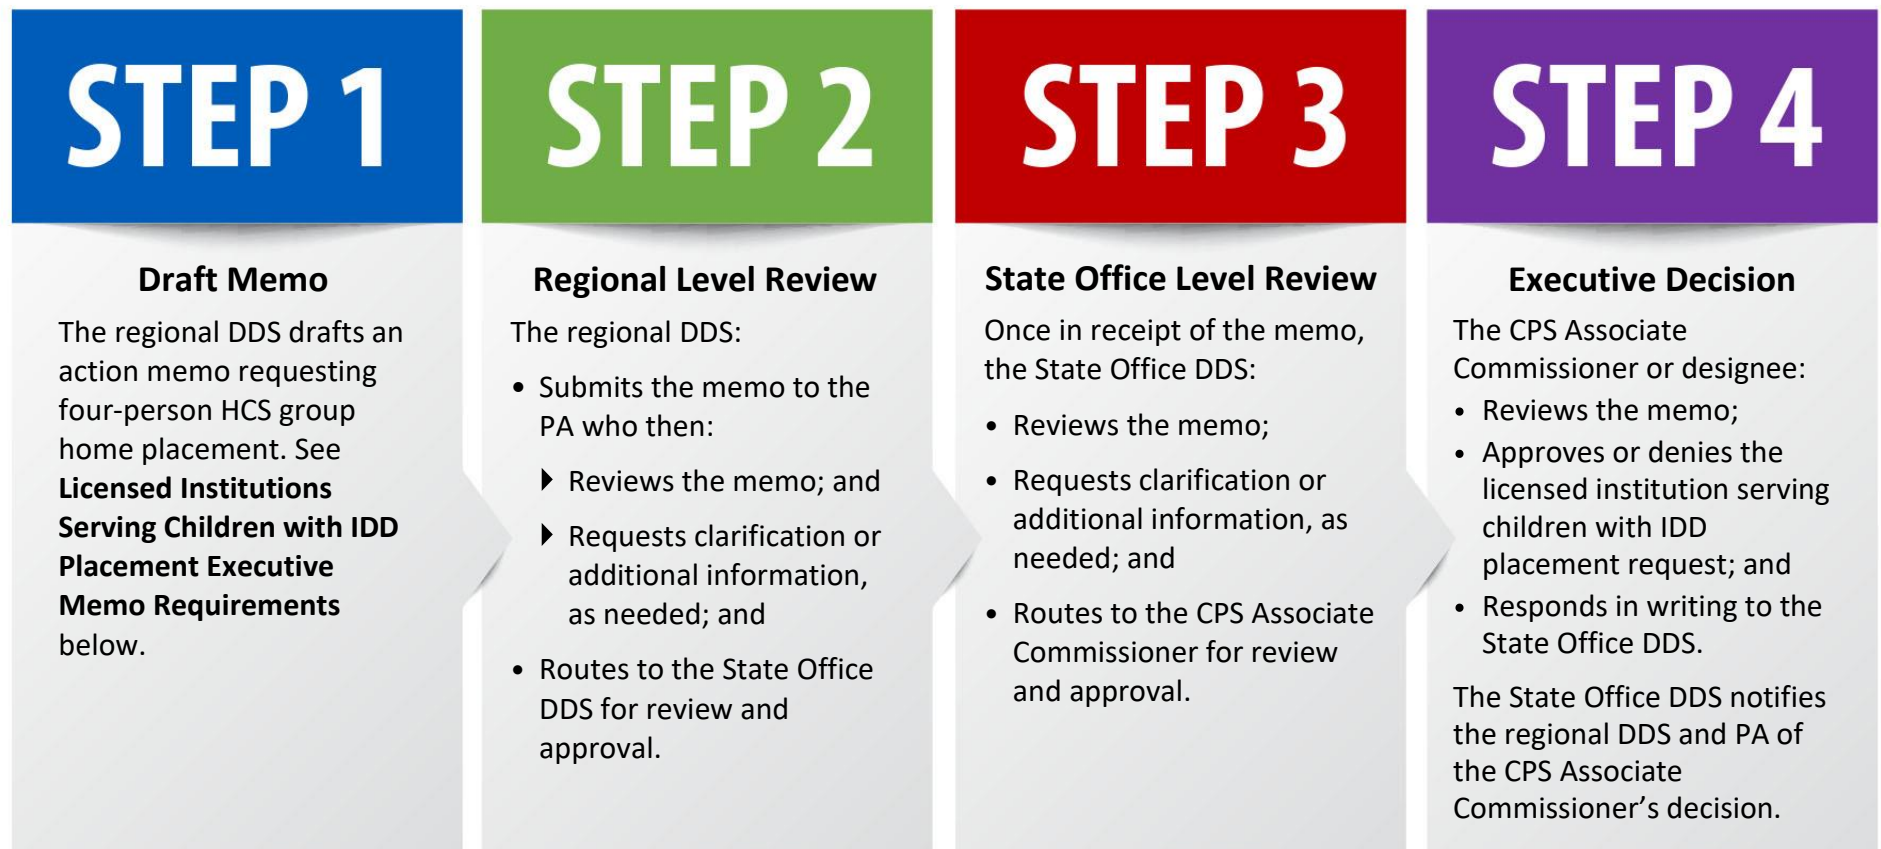 STEP 1
Draft Memo
The regional DDS drafts an
action memo requesting
four-person HCS group
home placement. See
Licensed Institutions
Serving Children with IDD
Placement Executive
Memo Requirements
below.
STEP 2
Regional Level Review
The regional DDS:
• Submits the memo to the
PA who then:
Reviews the memo; and
Requests clarification or
additional information,
as needed; and
• Routes to the State Office
DDS for review and
approval.
STEP 3
State Office Level Review
Once in receipt of the memo,
the State Office DDS:
• Reviews the memo;
• Requests clarification or
additional information, as
needed; and
• Routes to the CPS Associate
Commissioner for review
and approval.
STEP 4
Executive Decision
The CPS Associate
Commissioner or designee:
• Reviews the memo;
• Approves or denies the
licensed institution serving
children with IDD
placement request; and
• Responds in writing to the
State Office DDS.
The State Office DDS notifies
the regional DDS and PA of
the CPS Associate
Commissioner’s decision.